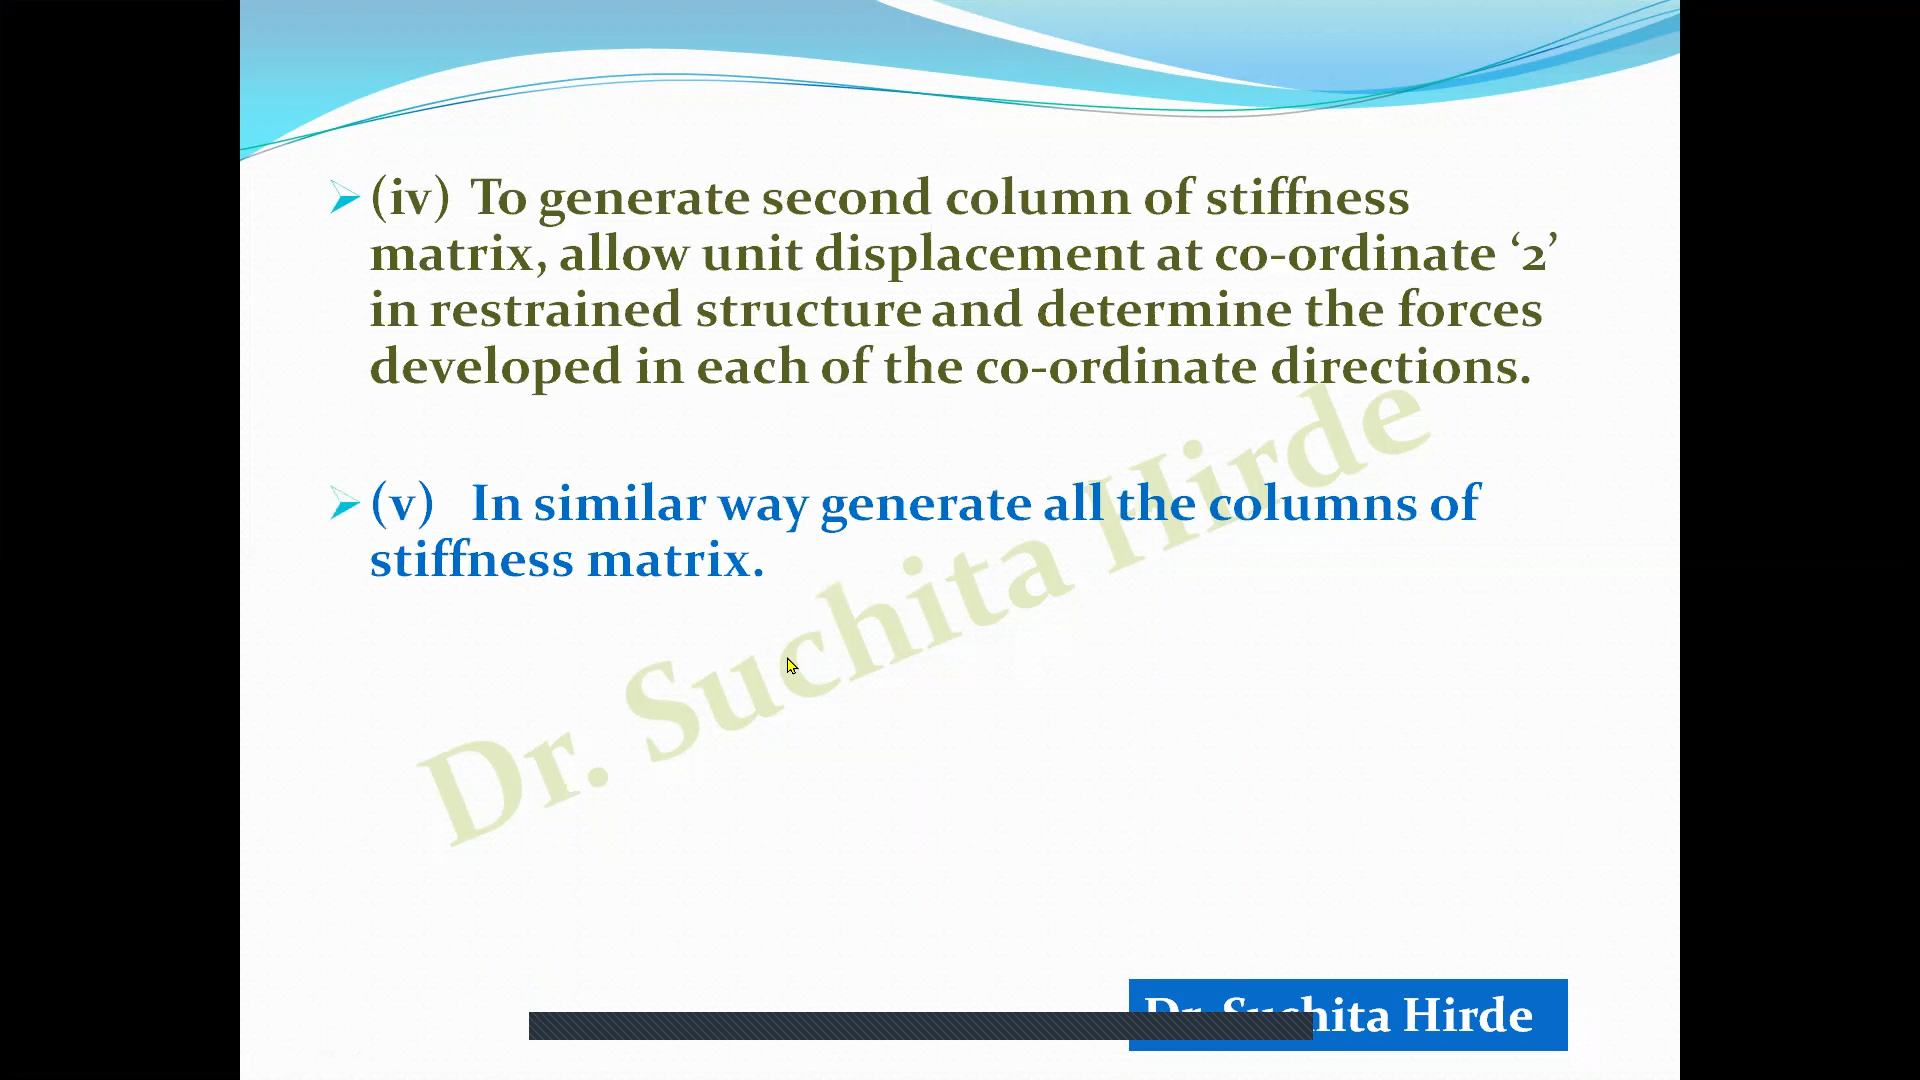 (iv) To generate second column of stiffness
matrix, allow unit displacement at co-ordinate ‘2’
in restrained structure and determine the forces
developed in each of the co-ordinate directions.
(v) In similar way generate all the columns of
stiffness matrix.
Dr. Suchita Hirde
Dr. Suchita Hirde